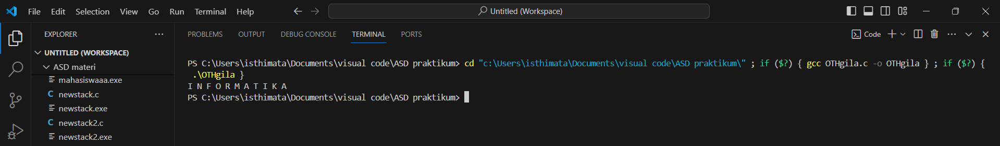 File Edit Selection View Go Run Terminal Help
Untitled (Workspace)
EXPLORER
UNTITLED (WORKSPACE)
ASD materi
mahasiswaaa.exe
C newstack.c
newstack.exe
C newstack2.c
newstack2.exe
PROBLEMS OUTPUT DEBUG CONSOLE TERMINAL PORTS
Code
PS C:\Users\isthimata\Documents\visual code\ASD praktikum> cd "c:\Users\isthimata\Documents\visual code\ASD praktikum\" ; if ($?) { gcc OTHgila.c -o OTHgila } ; if ($?) {
.\OTHgila }
I N F O R M A T I K A
PS C:\Users\isthimata\Documents\visual code\ASD praktikum>